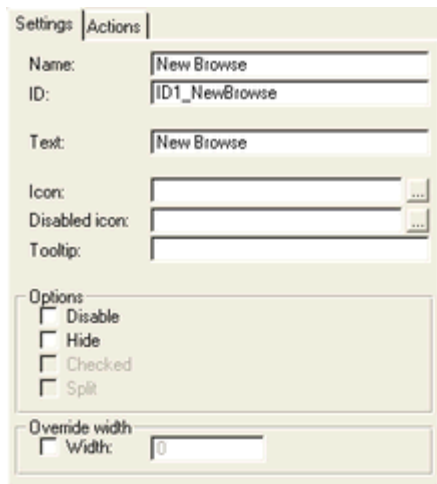 Settings Actions
Name: New Browse
ID: ID1_NewBrowse
Text: New Browse
Icon: ...
Disabled icon: ...
Tooltip:
Options
Disable
Hide
Checked
Split
Override width
Width: 0